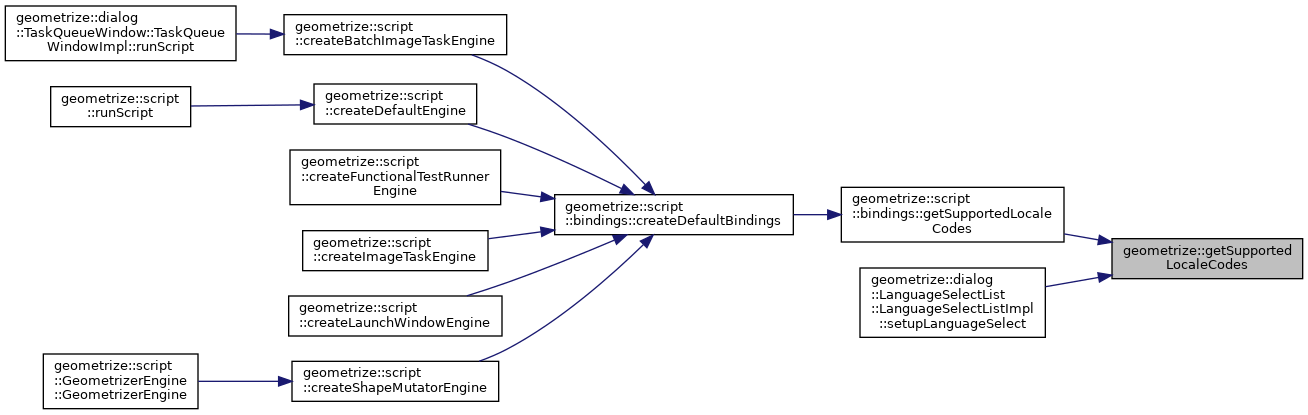 geometrize::dialog
::TaskQueueWindow::TaskQueue
WindowImpl::runScript
geometrize::script
::createBatchImageTaskEngine
geometrize::script
::runScript
geometrize::script
::createDefaultEngine
geometrize::script
::createFunctionalTestRunner
Engine
geometrize::script
::createImageTaskEngine
geometrize::script
::createLaunchWindowEngine
geometrize::script
::GeometrizerEngine
::GeometrizerEngine
geometrize::script
::createShapeMutatorEngine
geometrize::script
::bindings::createDefaultBindings
geometrize::script
::bindings::getSupportedLocale
Codes
geometrize::dialog
::LanguageSelectList
::LanguageSelectListImpl
::setupLanguageSelect
geometrize::getSupported
LocaleCodes